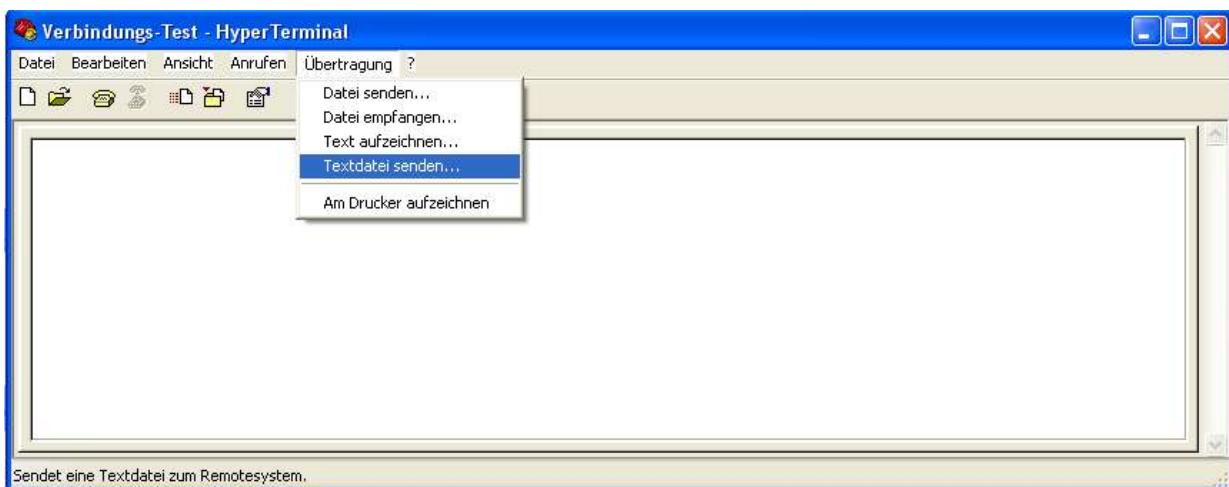 Verbindungs-Test - HyperTerminal
Datei Bearbeiten Ansicht Anrufen Übertragung ?
Datei senden...
Datei empfangen...
Text aufzeichnen...
Textdatei senden...
Am Drucker aufzeichnen
Sendet eine Textdatei zum Remotesystem.